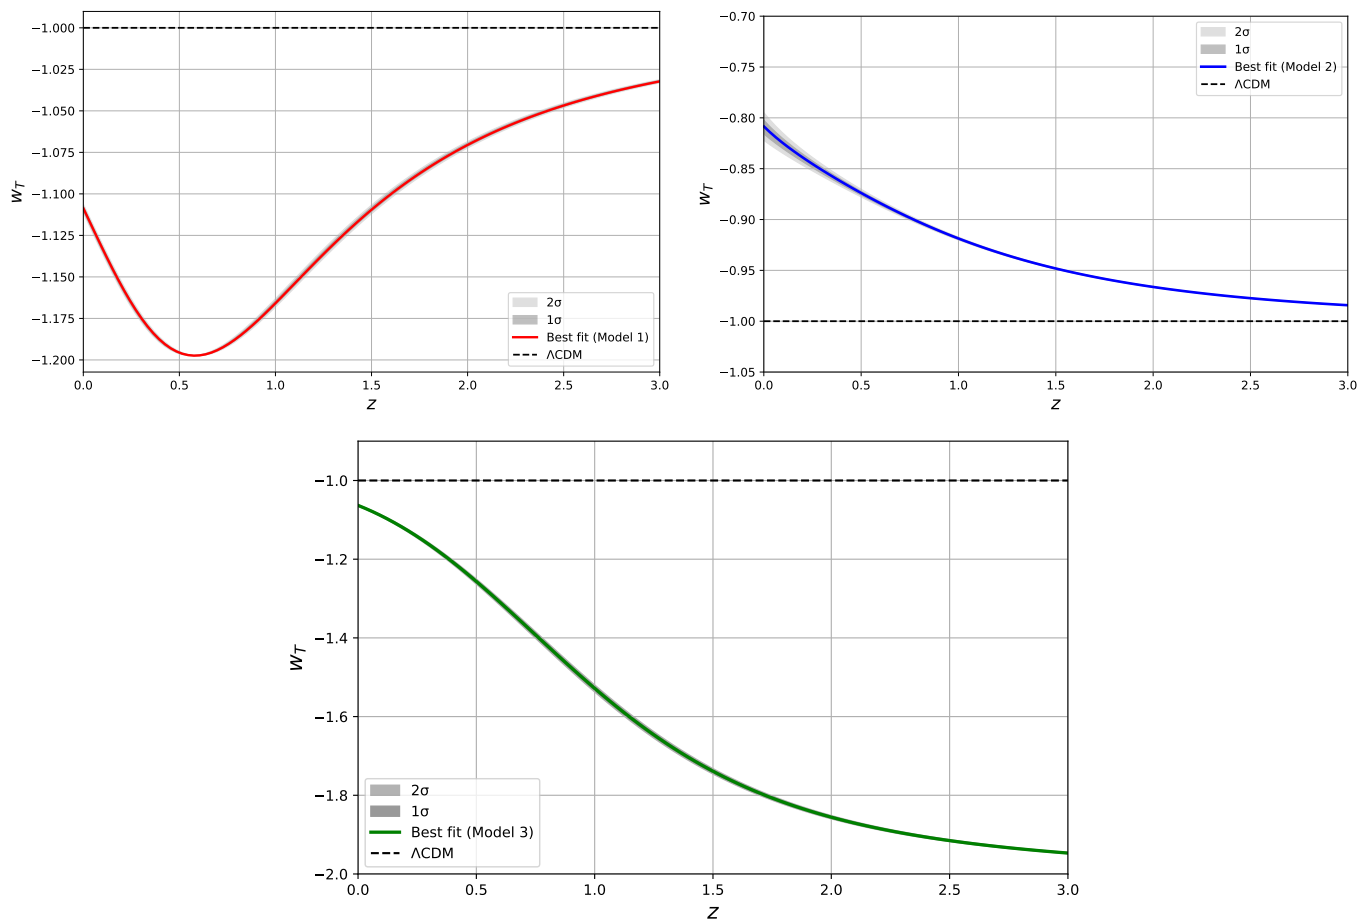 −1.000
−1.025
−1.050
−1.075
−1.100
−1.125
−1.150
−1.175
−1.200
w_T
0.0 0.5 1.0 1.5 2.0 2.5 3.0
z
2σ
1σ
Best fit (Model 1)
ΛCDM
−0.70
−0.75
−0.80
−0.85
−0.90
−0.95
−1.00
−1.05
w_T
0.0 0.5 1.0 1.5 2.0 2.5 3.0
z
2σ
1σ
Best fit (Model 2)
ΛCDM
−1.0
−1.2
−1.4
−1.6
−1.8
−2.0
w_T
0.0 0.5 1.0 1.5 2.0 2.5 3.0
z
2σ
1σ
Best fit (Model 3)
ΛCDM